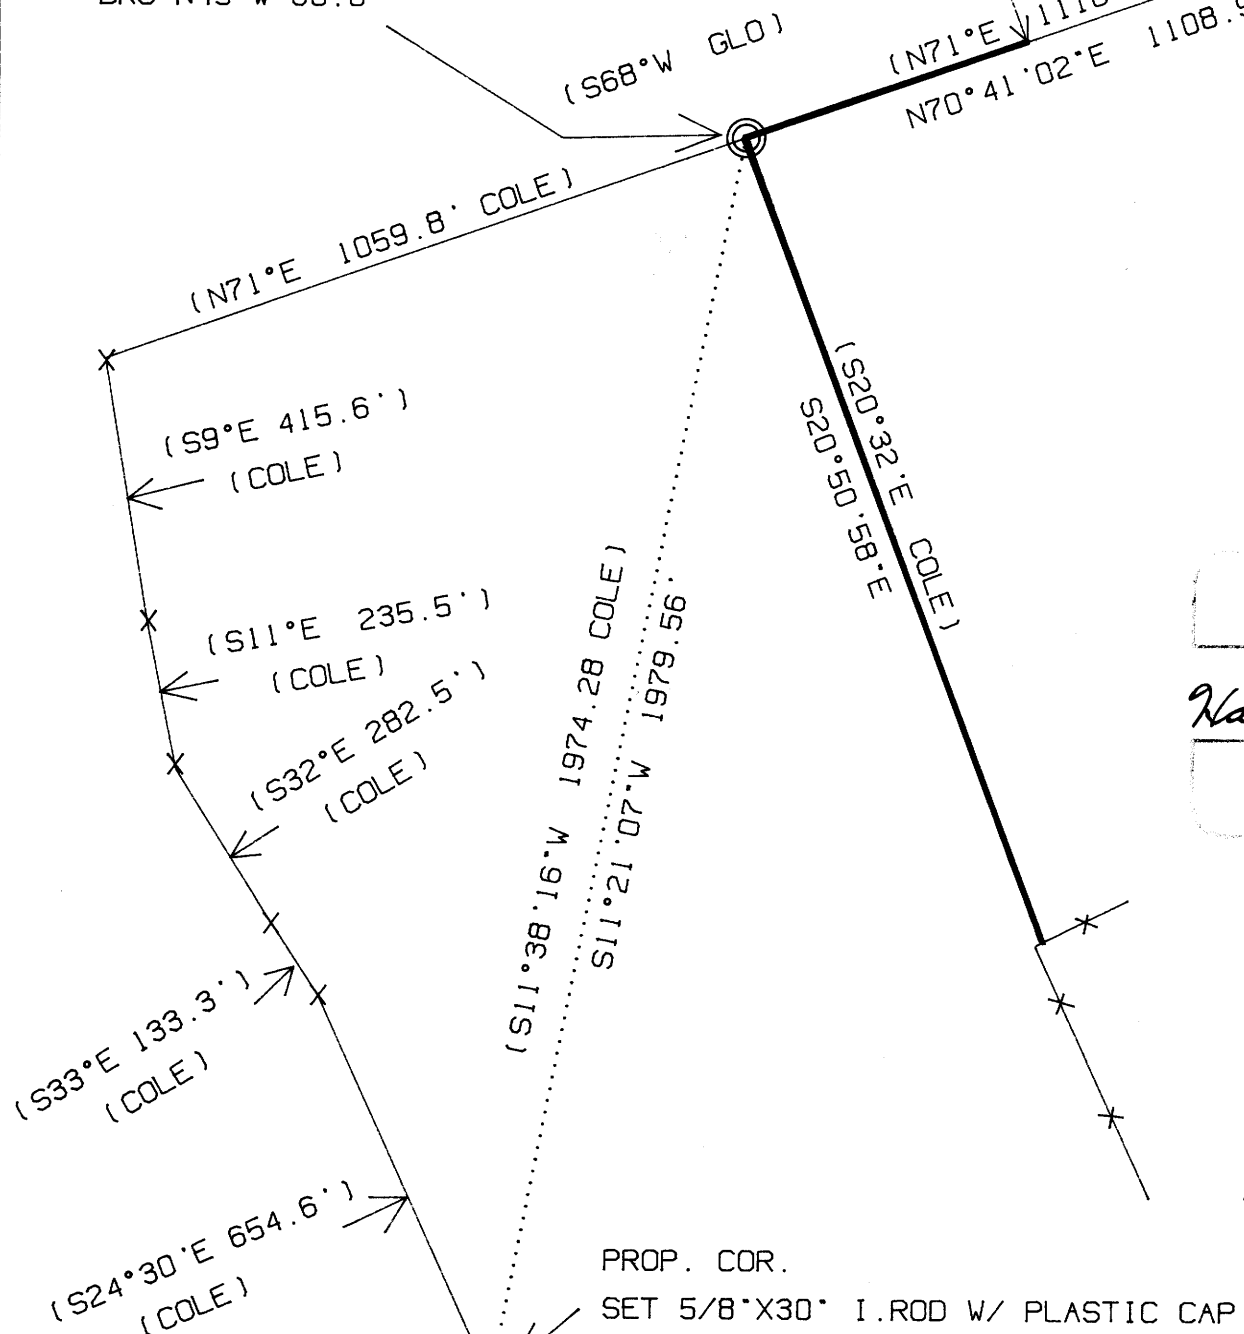 (S68°W GLO)
(N71°E 1110
N70°41'02"E 1108.9
(N71°E 1059.8' COLE)
(S9°E 415.6')
(COLE)
(S20°32'E COLE)
S20°50'58"E
(S11°E 235.5')
(COLE)
(S11°38'16"W 1974.28 COLE)
S11°21'07"W 1979.56'
(S32°E 282.5')
(COLE)
(S33°E 133.3')
(COLE)
(S24°30'E 654.6')
(COLE)
PROP. COR.
SET 5/8"X30" I.ROD W/ PLASTIC CAP